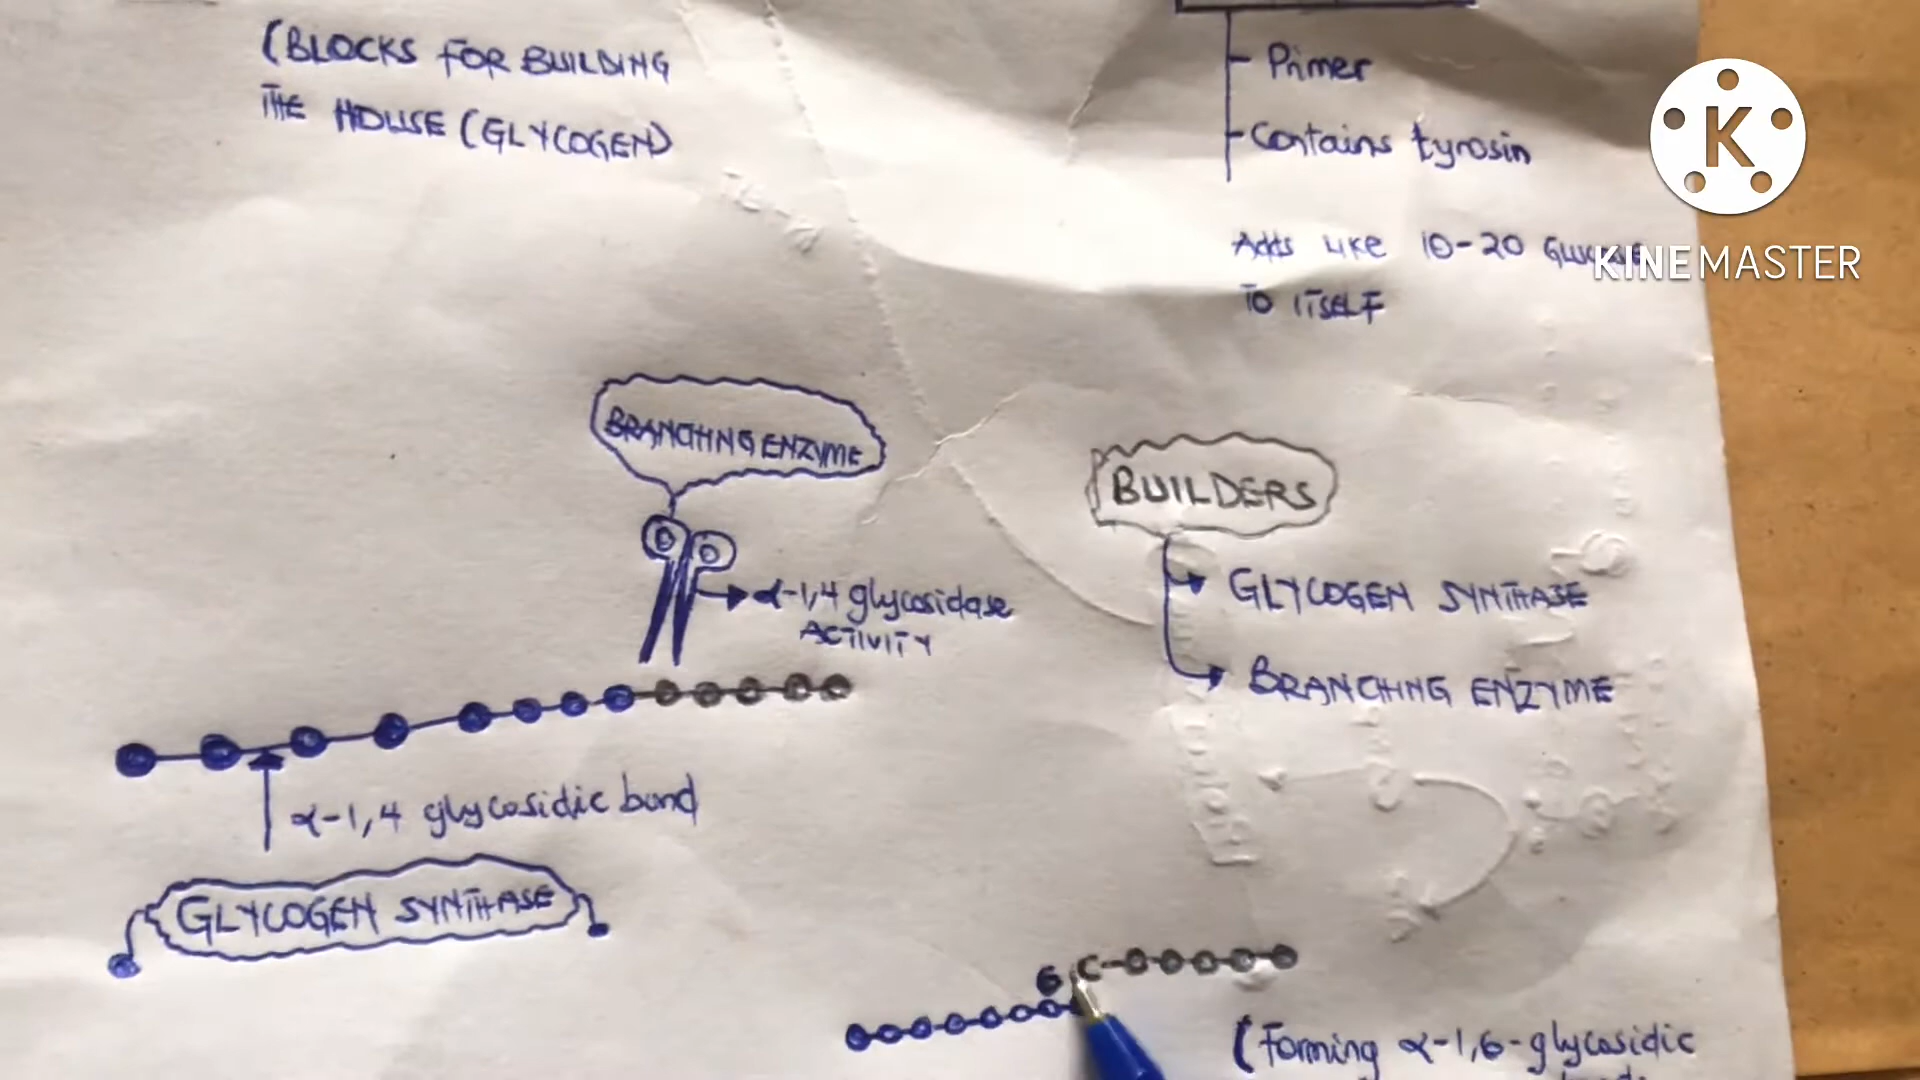 (BLOCKS FOR BUILDING
THE HOUSE (GLYCOGEN)
Primer
Contains tyrosin
Adds like 10-20
TO ITSELF
K
KINEMASTER
BRANCHING ENZYME
α-1,4 glycosidase
ACTIVITY
BUILDERS
GLYCOGEN SYNTHASE
BRANCHING ENZYME
α-1,4 glycosidic bond
GLYCOGEN SYNTHASE
6
C
(Forming α-1,6-glycosidic